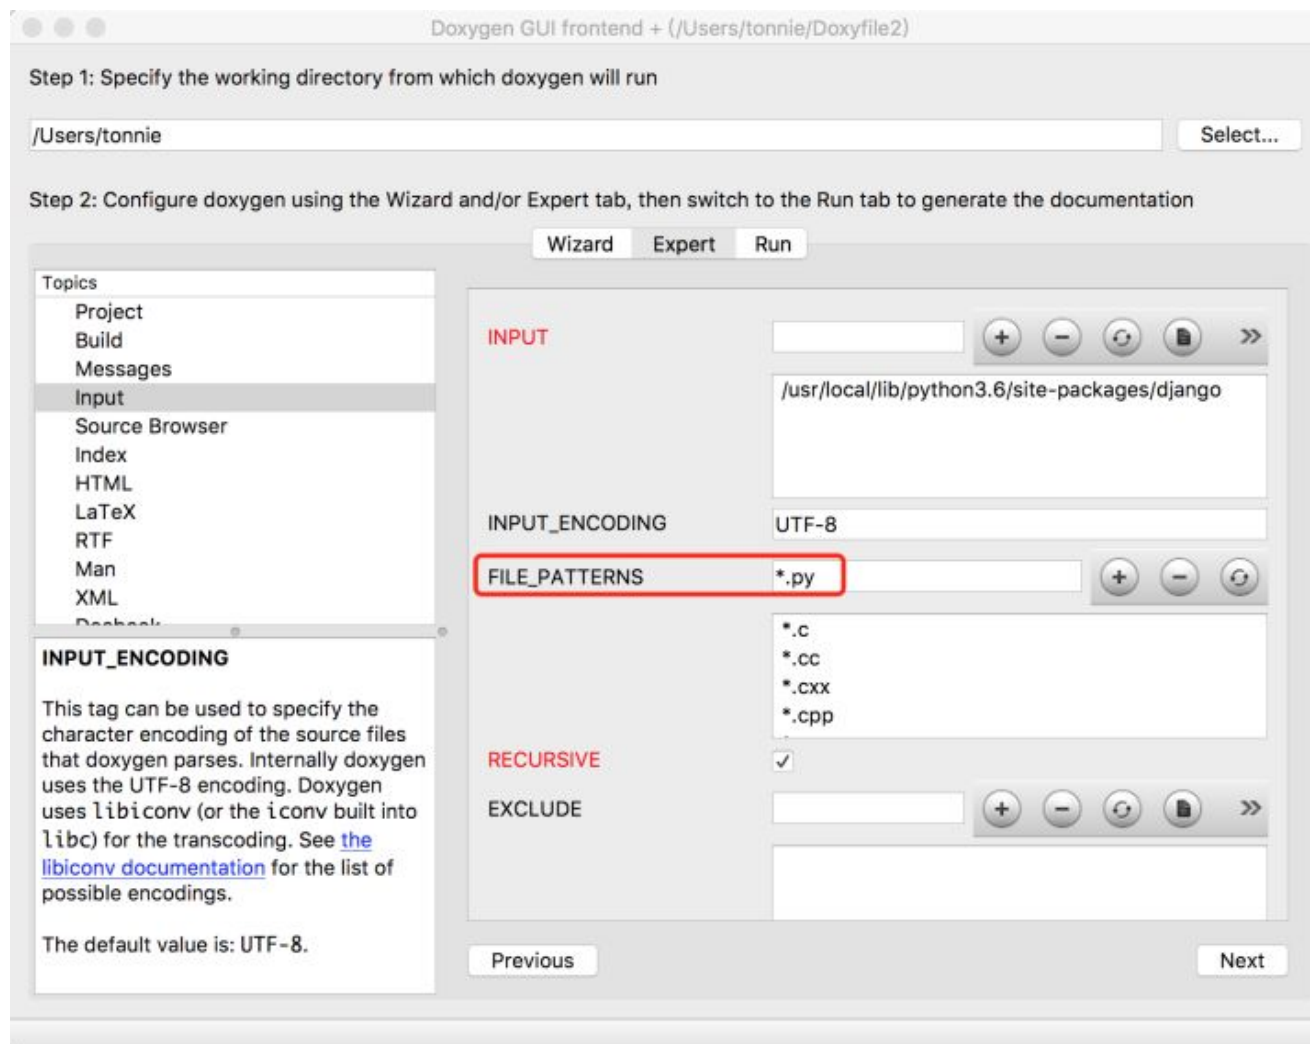 Doxygen GUI frontend + (/Users/tonnie/Doxyfile2)
Step 1: Specify the working directory from which doxygen will run
/Users/tonnie
Select...
Step 2: Configure doxygen using the Wizard and/or Expert tab, then switch to the Run tab to generate the documentation
Wizard Expert Run
Topics
Project
Build
Messages
Input
Source Browser
Index
HTML
LaTeX
RTF
Man
XML
INPUT_ENCODING
This tag can be used to specify the
character encoding of the source files
that doxygen parses. Internally doxygen
uses the UTF-8 encoding. Doxygen
uses libiconv (or the iconv built into
libc) for the transcoding. See the
libiconv documentation for the list of
possible encodings.
The default value is: UTF-8.
INPUT
/usr/local/lib/python3.6/site-packages/django
INPUT_ENCODING UTF-8
FILE_PATTERNS *.py
*.c
*.cc
*.cxx
*.cpp
RECURSIVE
EXCLUDE
Previous
Next